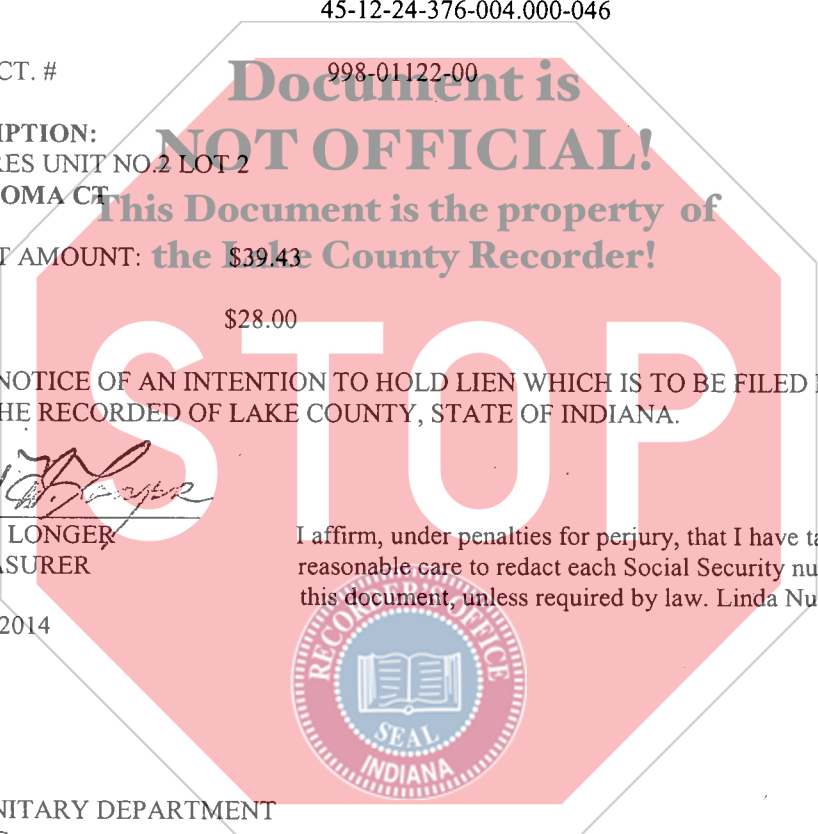 45-12-24-376-004.000-046
CT. # 998-01122-00
Document is
IPTION:
NOT OFFICIAL!
RES UNIT NO.2 LOT 2
OMA CT
This Document is the property of
T AMOUNT: $39.43
the Lake County Recorder!
$28.00
STOP
NOTICE OF AN INTENTION TO HOLD LIEN WHICH IS TO BE FILED
HE RECORDED OF LAKE COUNTY, STATE OF INDIANA.
LONGER
ASURER
I affirm, under penalties for perjury, that I have ta
reasonable care to redact each Social Security nu
this document, unless required by law. Linda Nu
2014
RECORDER'S OFFICE
SEAL
INDIANA
NITARY DEPARTMENT